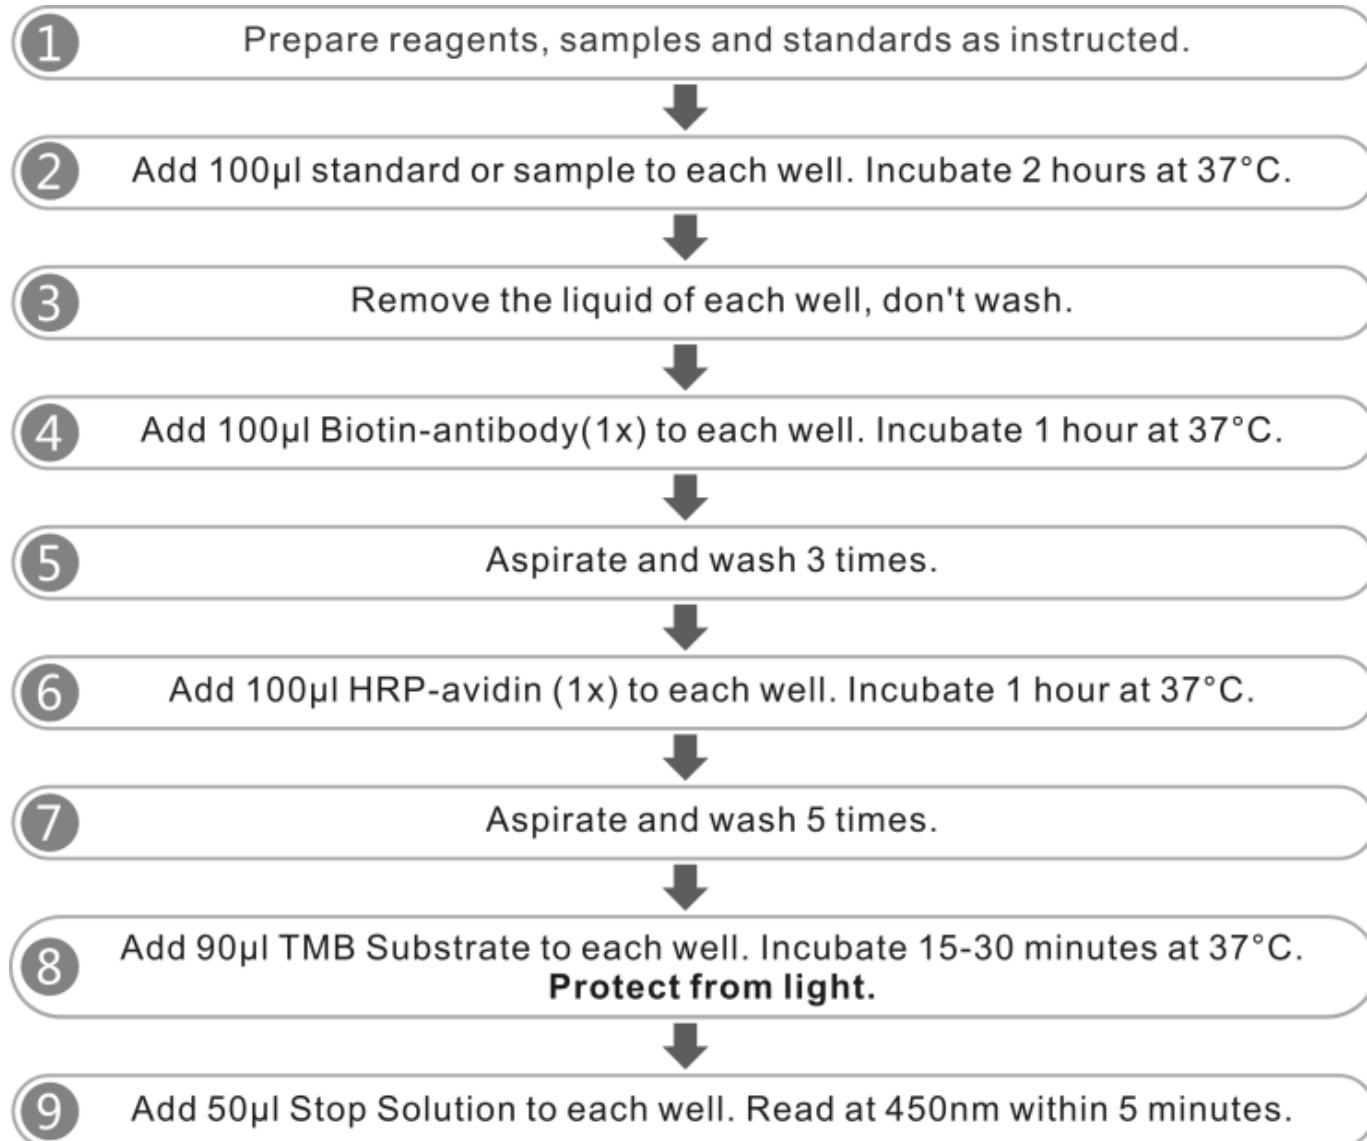 1 Prepare reagents, samples and standards as instructed.
2 Add 100µl standard or sample to each well. Incubate 2 hours at 37°C.
3 Remove the liquid of each well, don't wash.
4 Add 100µl Biotin-antibody(1x) to each well. Incubate 1 hour at 37°C.
5 Aspirate and wash 3 times.
6 Add 100µl HRP-avidin (1x) to each well. Incubate 1 hour at 37°C.
7 Aspirate and wash 5 times.
8 Add 90µl TMB Substrate to each well. Incubate 15-30 minutes at 37°C.
Protect from light.
9 Add 50µl Stop Solution to each well. Read at 450nm within 5 minutes.